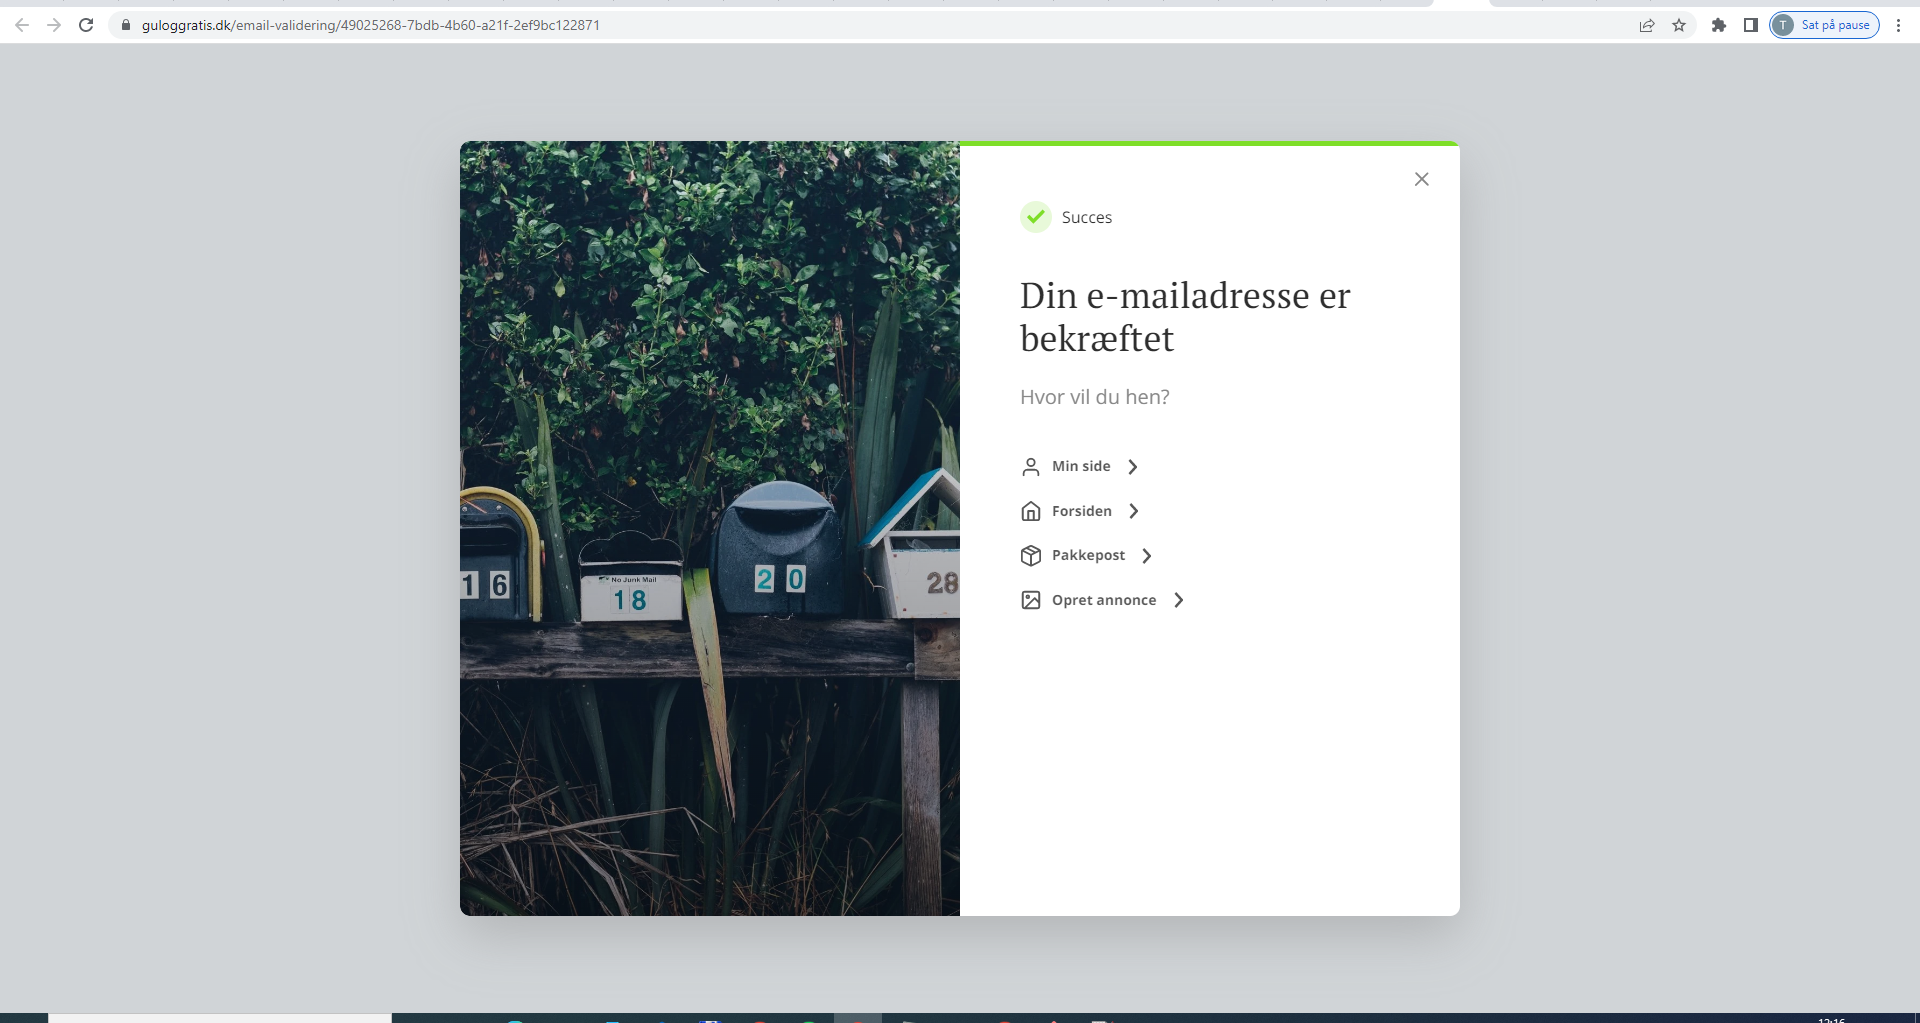 guloggratis.dk/email-validering/49025268-7bdb-4b60-a21f-2ef9bc122871
T Sat på pause
Succes
Din e-mailadresse er
bekræftet
Hvor vil du hen?
Min side
Forsiden
Pakkepost
Opret annonce
16
No Junk Mail
18
20
28